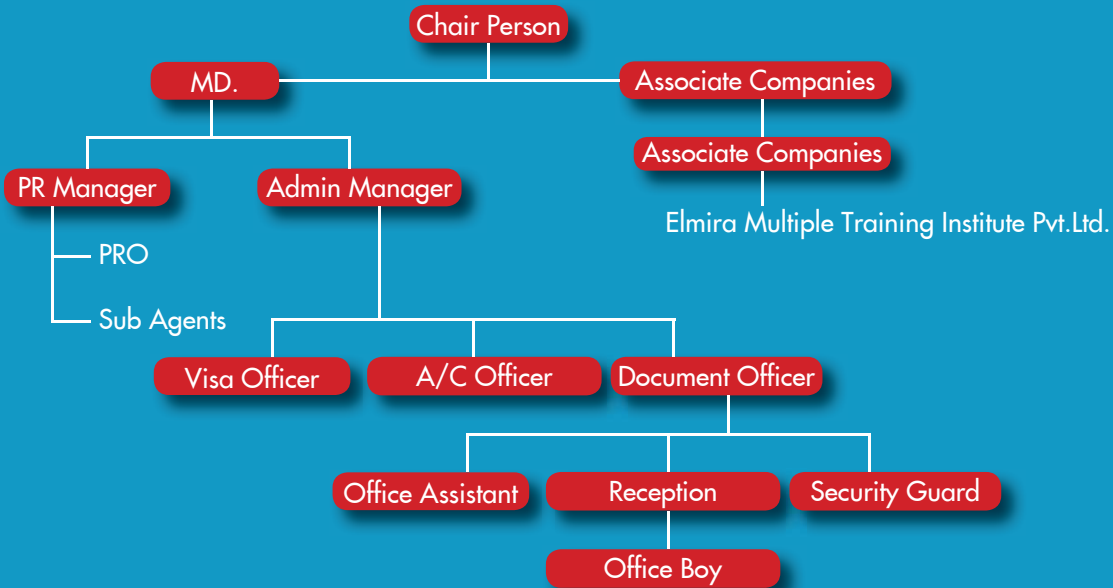 Chair Person
MD.
Associate Companies
Associate Companies
PR Manager
Admin Manager
Elmira Multiple Training Institute Pvt.Ltd.
PRO
Sub Agents
Visa Officer
A/C Officer
Document Officer
Office Assistant
Reception
Security Guard
Office Boy